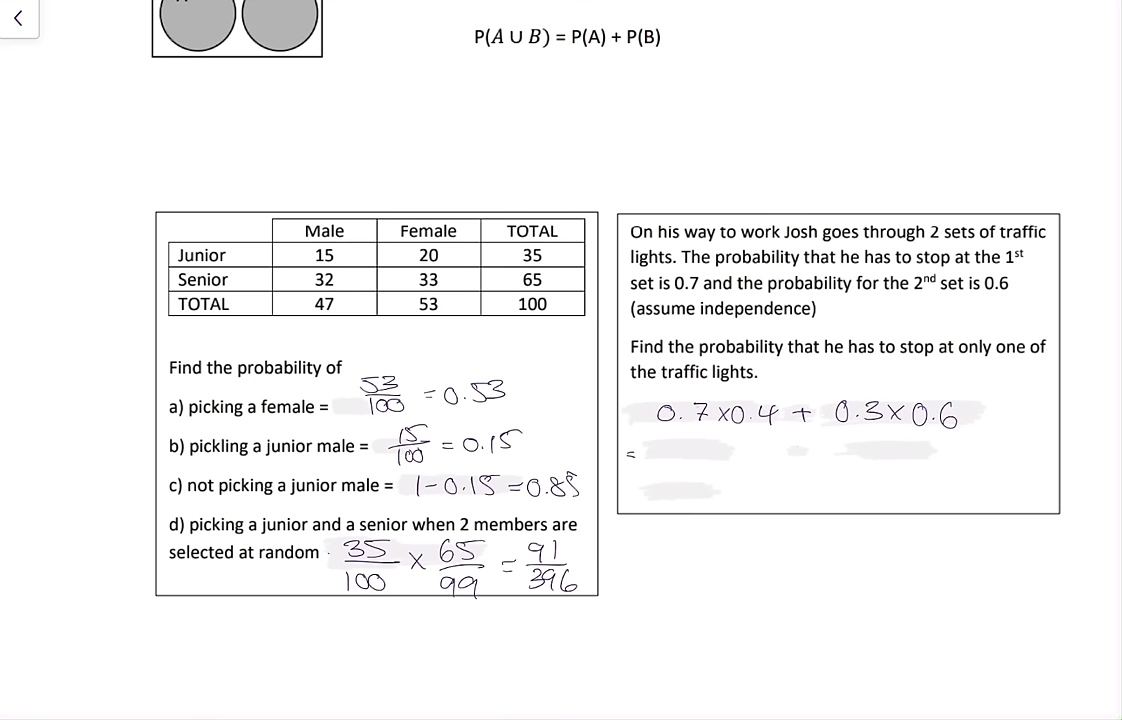 P(A ∪ B) = P(A) + P(B)
Male Female TOTAL
Junior 15 20 35
Senior 32 33 65
TOTAL 47 53 100
Find the probability of
a) picking a female = 53/100 = 0.53
b) pickling a junior male = 15/100 = 0.15
c) not picking a junior male = 1-0.15 = 0.85
d) picking a junior and a senior when 2 members are
selected at random 35/100 × 65/99 = 91/396
On his way to work Josh goes through 2 sets of traffic
lights. The probability that he has to stop at the 1st
set is 0.7 and the probability for the 2nd set is 0.6
(assume independence)
Find the probability that he has to stop at only one of
the traffic lights.
0.7 × 0.4 + 0.3 × 0.6
=